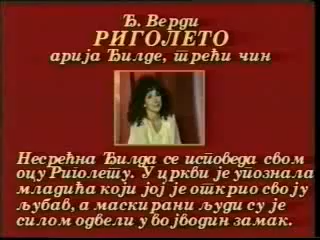 Ђ. Верди
РИГОЛЕТО
арија Ђилде, трећи чин
Несрећна Ђилда се исповеда свом
оцу Риголету. У цркви је упознала
младића који јој је открио своју
љубав, а маскирани људи су је
силом одвели у војводин замак.